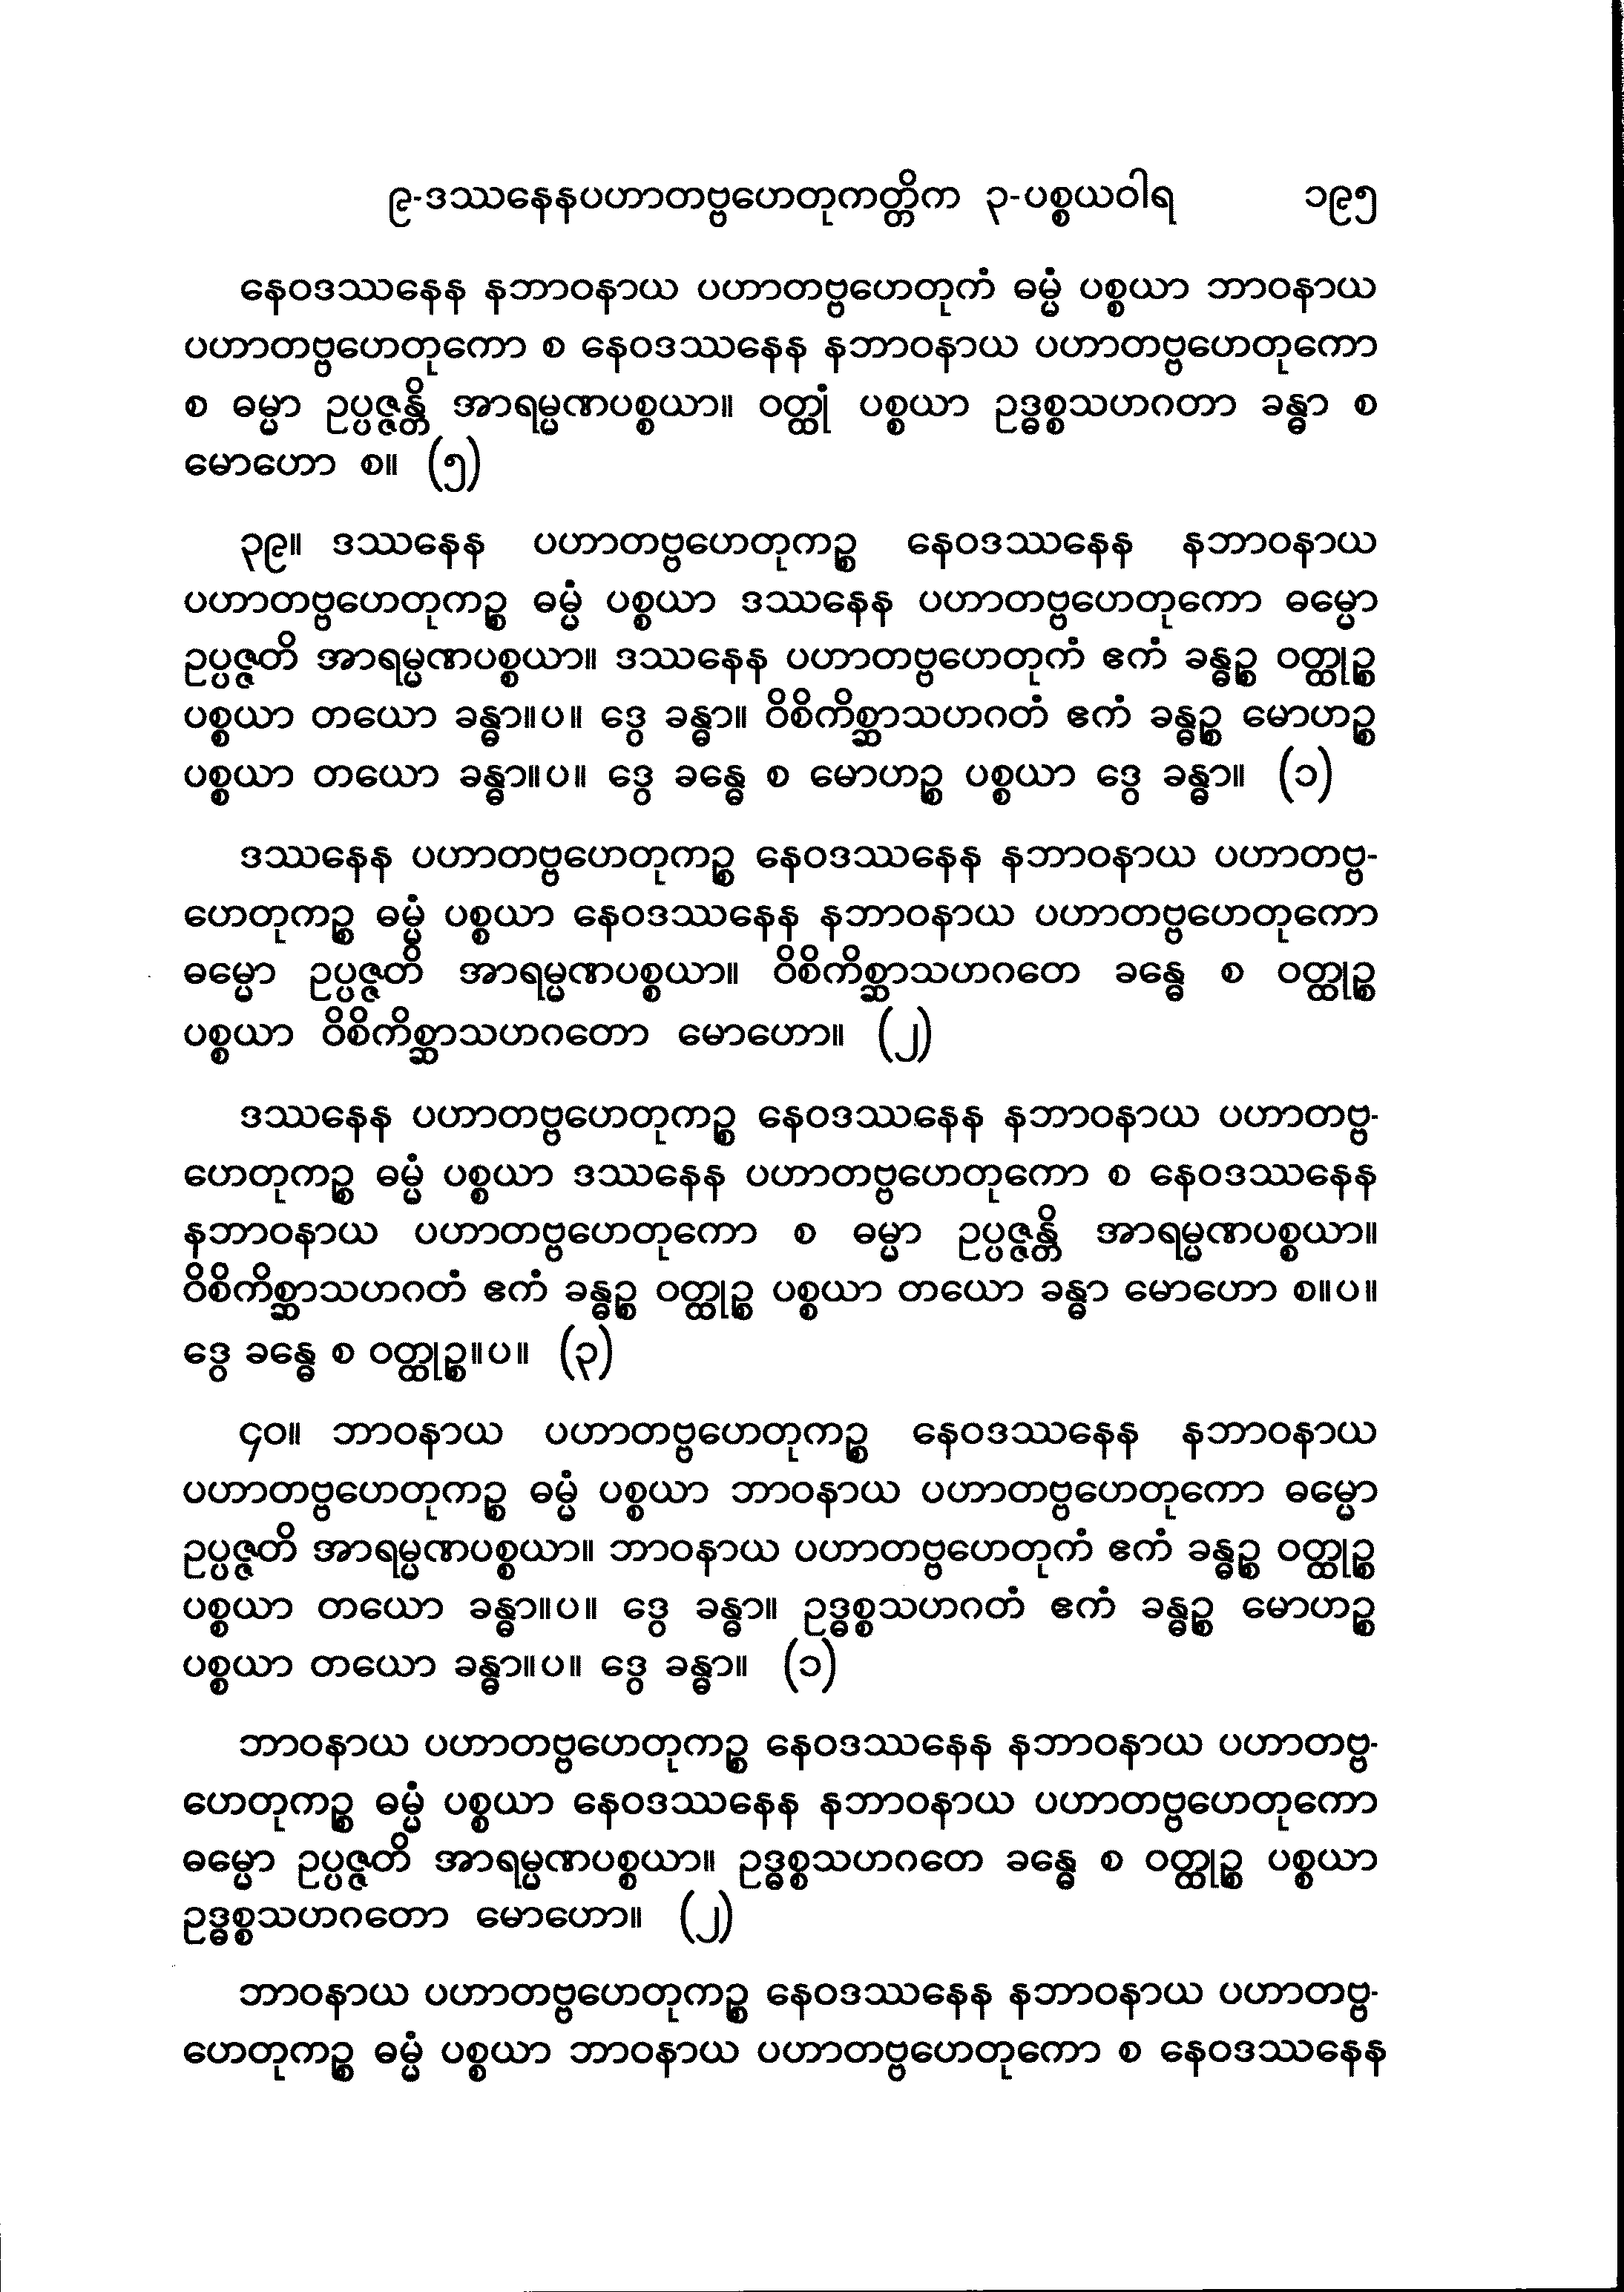 ၉-ဒဿနေနပဟာတဗ္ဗဟေတုကတ္တိက ၃-ပစ္စယဝါရ ၁၉၅
နေဝဒဿနေန နဘာဝနာယ ပဟာတဗ္ဗဟေတုကံ ဓမ္မံ ပစ္စယာ ဘာဝနာယ
ပဟာတဗ္ဗဟေတုကော စ နေဝဒဿနေန နဘာဝနာယ ပဟာတဗ္ဗဟေတုကော
စ ဓမ္မာ ဥပ္ပဇ္ဇန္တိ အာရမ္မဏပစ္စယာ။ ဝတ္ထုံ ပစ္စယာ ဥဒ္ဓစ္စသဟဂတာ ခန္ဓာ စ
မောဟော စ။ (၅)
၃၉။ ဒဿနေန ပဟာတဗ္ဗဟေတုကဉ္စ နေဝဒဿနေန နဘာဝနာယ
ပဟာတဗ္ဗဟေတုကဉ္စ ဓမ္မံ ပစ္စယာ ဒဿနေန ပဟာတဗ္ဗဟေတုကော ဓမ္မော
ဥပ္ပဇ္ဇတိ အာရမ္မဏပစ္စယာ။ ဒဿနေန ပဟာတဗ္ဗဟေတုကံ ဧကံ ခန္ဓဉ္စ ဝတ္ထုဉ္စ
ပစ္စယာ တယော ခန္ဓာ။ပ။ ဒွေ ခန္ဓာ။ ဝိစိကိစ္ဆာသဟဂတံ ဧကံ ခန္ဓဉ္စ မောဟဉ္စ
ပစ္စယာ တယော ခန္ဓာ။ပ။ ဒွေ ခန္ဓေ စ မောဟဉ္စ ပစ္စယာ ဒွေ ခန္ဓာ။ (၁)
ဒဿနေန ပဟာတဗ္ဗဟေတုကဉ္စ နေဝဒဿနေန နဘာဝနာယ ပဟာတဗ္ဗ-
ဟေတုကဉ္စ ဓမ္မံ ပစ္စယာ နေဝဒဿနေန နဘာဝနာယ ပဟာတဗ္ဗဟေတုကော
ဓမ္မော ဥပ္ပဇ္ဇတိ အာရမ္မဏပစ္စယာ။ ဝိစိကိစ္ဆာသဟဂတေ ခန္ဓေ စ ဝတ္ထုဉ္စ
ပစ္စယာ ဝိစိကိစ္ဆာသဟဂတော မောဟော။ (၂)
ဒဿနေန ပဟာတဗ္ဗဟေတုကဉ္စ နေဝဒဿနေန နဘာဝနာယ ပဟာတဗ္ဗ-
ဟေတုကဉ္စ ဓမ္မံ ပစ္စယာ ဒဿနေန ပဟာတဗ္ဗဟေတုကော စ နေဝဒဿနေန
နဘာဝနာယ ပဟာတဗ္ဗဟေတုကော စ ဓမ္မာ ဥပ္ပဇ္ဇန္တိ အာရမ္မဏပစ္စယာ။
ဝိစိကိစ္ဆာသဟဂတံ ဧကံ ခန္ဓဉ္စ ဝတ္ထုဉ္စ ပစ္စယာ တယော ခန္ဓာ မောဟော စ။ပ။
ဒွေ ခန္ဓေ စ ဝတ္ထုဉ္စ။ပ။ (၃)
၄၀။ ဘာဝနာယ ပဟာတဗ္ဗဟေတုကဉ္စ နေဝဒဿနေန နဘာဝနာယ
ပဟာတဗ္ဗဟေတုကဉ္စ ဓမ္မံ ပစ္စယာ ဘာဝနာယ ပဟာတဗ္ဗဟေတုကော ဓမ္မော
ဥပ္ပဇ္ဇတိ အာရမ္မဏပစ္စယာ။ ဘာဝနာယ ပဟာတဗ္ဗဟေတုကံ ဧကံ ခန္ဓဉ္စ ဝတ္ထုဉ္စ
ပစ္စယာ တယော ခန္ဓာ။ပ။ ဒွေ ခန္ဓာ။ ဥဒ္ဓစ္စသဟဂတံ ဧကံ ခန္ဓဉ္စ မောဟဉ္စ
ပစ္စယာ တယော ခန္ဓာ။ပ။ ဒွေ ခန္ဓာ။ (၁)
ဘာဝနာယ ပဟာတဗ္ဗဟေတုကဉ္စ နေဝဒဿနေန နဘာဝနာယ ပဟာတဗ္ဗ-
ဟေတုကဉ္စ ဓမ္မံ ပစ္စယာ နေဝဒဿနေန နဘာဝနာယ ပဟာတဗ္ဗဟေတုကော
ဓမ္မော ဥပ္ပဇ္ဇတိ အာရမ္မဏပစ္စယာ။ ဥဒ္ဓစ္စသဟဂတေ ခန္ဓေ စ ဝတ္ထုဉ္စ ပစ္စယာ
ဥဒ္ဓစ္စသဟဂတော မောဟော။ (၂)
ဘာဝနာယ ပဟာတဗ္ဗဟေတုကဉ္စ နေဝဒဿနေန နဘာဝနာယ ပဟာတဗ္ဗ-
ဟေတုကဉ္စ ဓမ္မံ ပစ္စယာ ဘာဝနာယ ပဟာတဗ္ဗဟေတုကော စ နေဝဒဿနေန